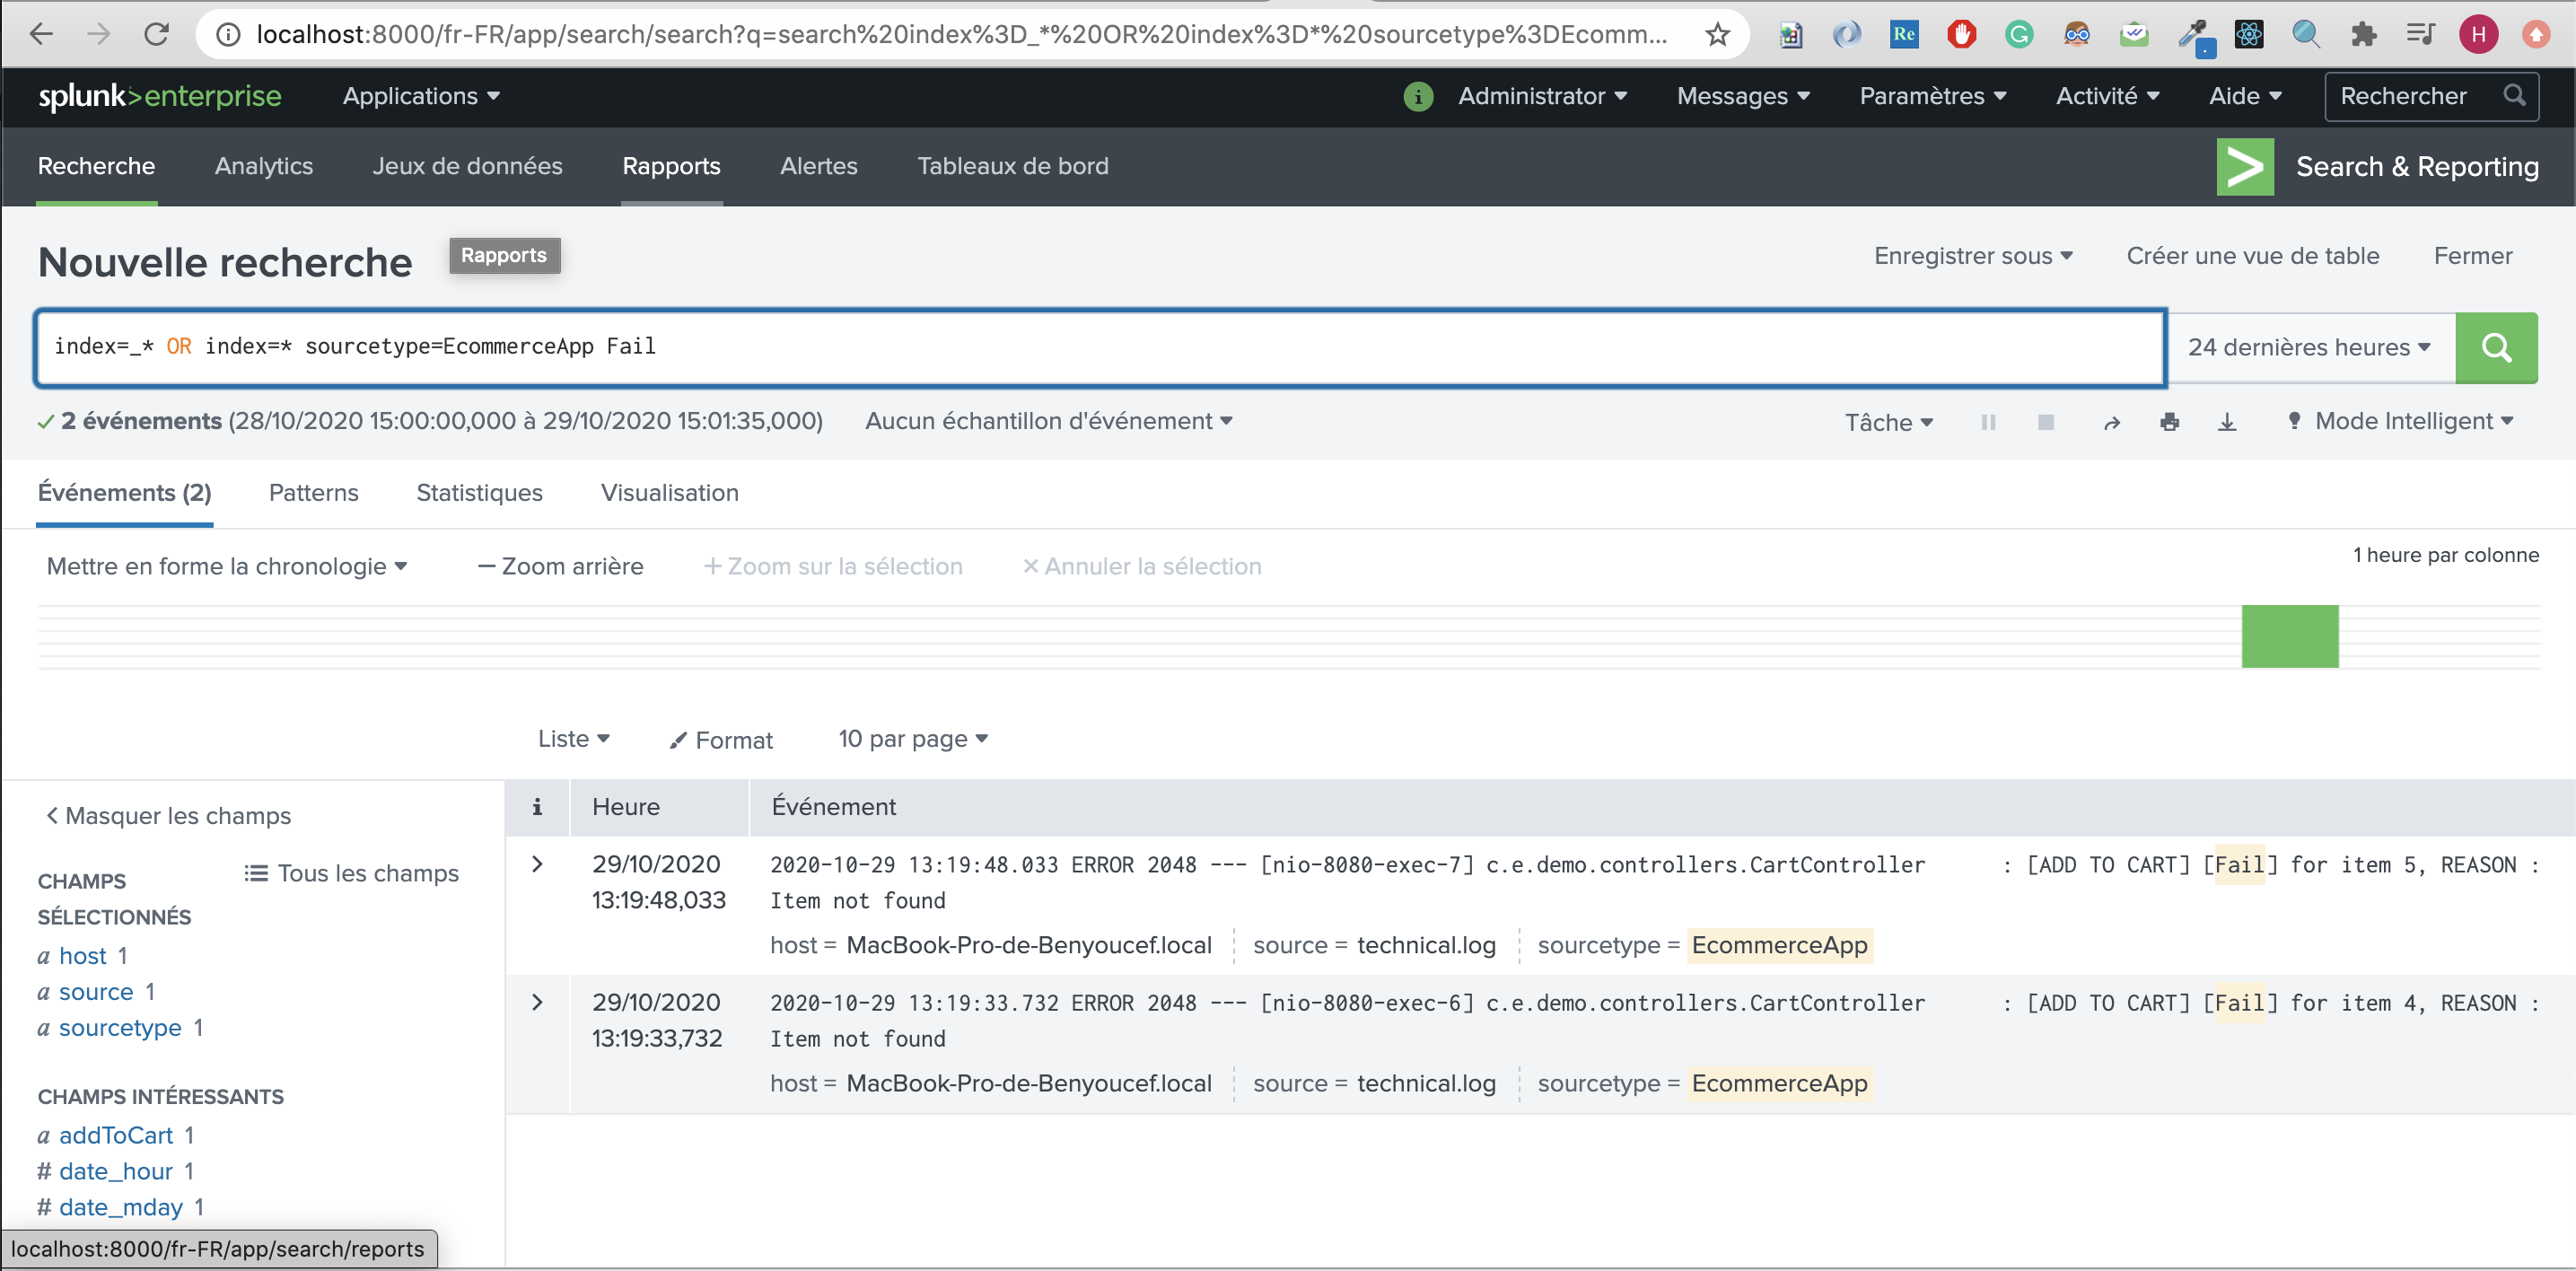 localhost:8000/fr-FR/app/search/search?q=search%20index%3D_*%20OR%20index%3D*%20sourcetype%3DEcomm...
Re
G
H
splunk>enterprise
Applications
i
Administrator
Messages
Paramètres
Activité
Aide
Rechercher
Recherche
Analytics
Jeux de données
Rapports
Alertes
Tableaux de bord
Search & Reporting
Nouvelle recherche
Rapports
Enregistrer sous
Créer une vue de table
Fermer
index=_* OR index=* sourcetype=EcommerceApp Fail
24 dernières heures
2 événements (28/10/2020 15:00:00,000 à 29/10/2020 15:01:35,000)
Aucun échantillon d'événement
Tâche
Mode Intelligent
Événements (2)
Patterns
Statistiques
Visualisation
Mettre en forme la chronologie
— Zoom arrière
+ Zoom sur la sélection
× Annuler la sélection
1 heure par colonne
Liste
Format
10 par page
< Masquer les champs
Tous les champs
CHAMPS
SÉLECTIONNÉS
a host 1
a source 1
a sourcetype 1
CHAMPS INTÉRESSANTS
a addToCart 1
# date_hour 1
# date_mday 1
i
Heure
Événement
29/10/2020
13:19:48,033
2020-10-29 13:19:48.033 ERROR 2048 --- [nio-8080-exec-7] c.e.demo.controllers.CartController : [ADD TO CART] [Fail] for item 5, REASON :
Item not found
host = MacBook-Pro-de-Benyoucef.local source = technical.log sourcetype = EcommerceApp
29/10/2020
13:19:33,732
2020-10-29 13:19:33.732 ERROR 2048 --- [nio-8080-exec-6] c.e.demo.controllers.CartController : [ADD TO CART] [Fail] for item 4, REASON :
Item not found
host = MacBook-Pro-de-Benyoucef.local source = technical.log sourcetype = EcommerceApp
localhost:8000/fr-FR/app/search/reports